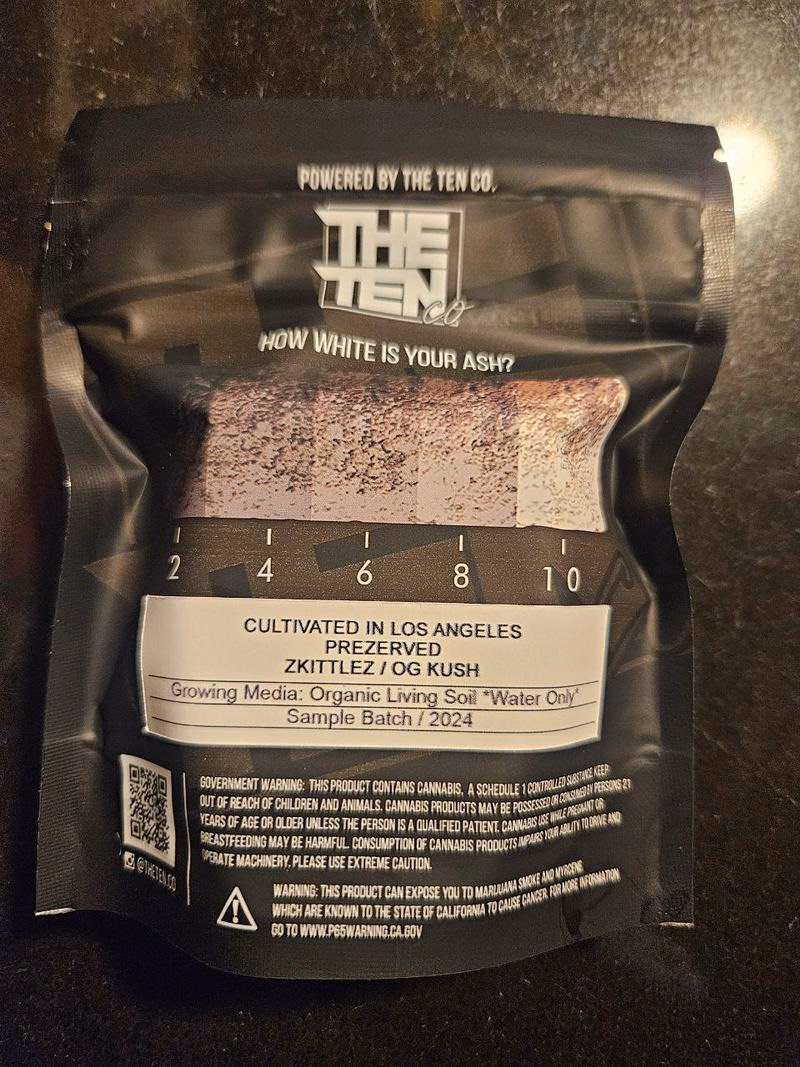 POWERED BY THE TEN CO.
THE
TEN
CO
HOW WHITE IS YOUR ASH?
2 4 6 8 10
CULTIVATED IN LOS ANGELES
PREZERVED
ZKITTLEZ / OG KUSH
Growing Media: Organic Living Soil *Water Only*
Sample Batch / 2024
GOVERNMENT WARNING: THIS PRODUCT CONTAINS CANNABIS, A SCHEDULE 1 CONTROLLED SUBSTANCE. KEEP
OUT OF REACH OF CHILDREN AND ANIMALS. CANNABIS PRODUCTS MAY BE POSSESSED OR CONSUMED BY PERSONS 21
YEARS OF AGE OR OLDER UNLESS THE PERSON IS A QUALIFIED PATIENT. CANNABIS USE WHILE PREGNANT OR
BREASTFEEDING MAY BE HARMFUL. CONSUMPTION OF CANNABIS PRODUCTS IMPAIRS YOUR ABILITY TO DRIVE AND
OPERATE MACHINERY. PLEASE USE EXTREME CAUTION.
@THETEN.CO
WARNING: THIS PRODUCT CAN EXPOSE YOU TO MARIJUANA SMOKE AND MYRCENE
WHICH ARE KNOWN TO THE STATE OF CALIFORNIA TO CAUSE CANCER. FOR MORE INFORMATION
GO TO WWW.P65WARNING.CA.GOV